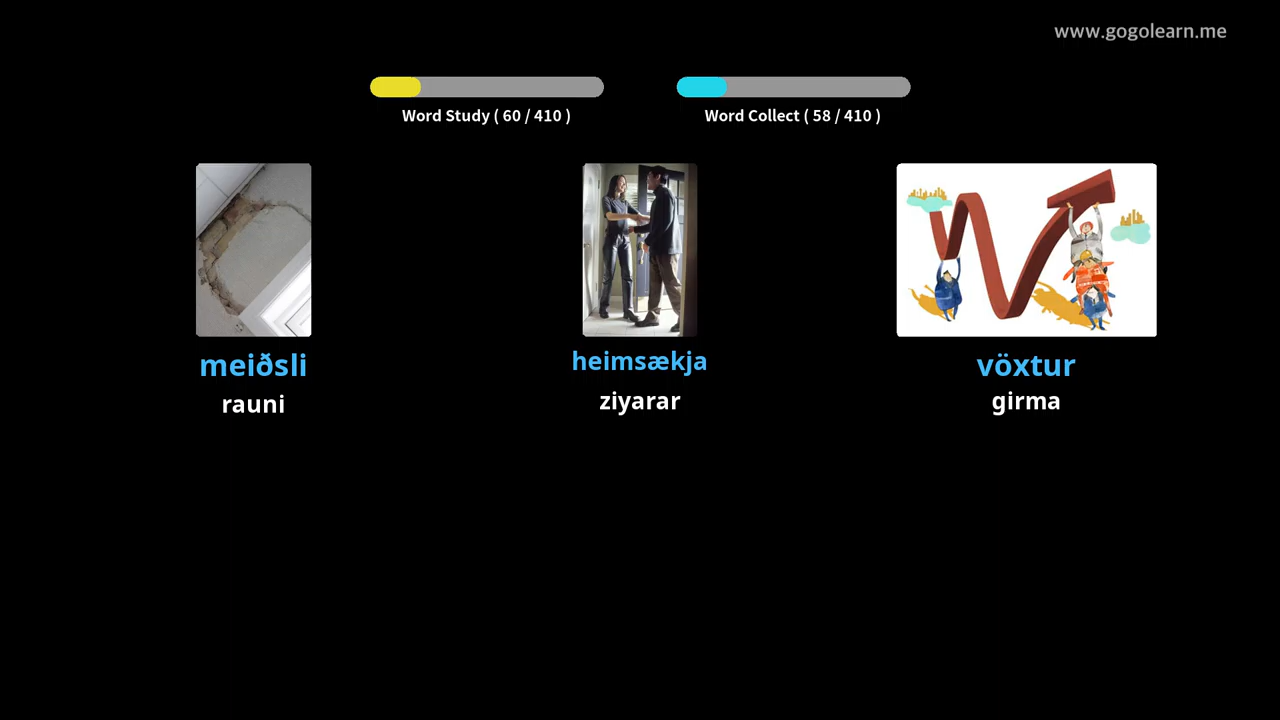 www.gogolearn.me
Word Study ( 60 / 410 )
Word Collect ( 58 / 410 )
meiðsli
rauni
heimsækja
ziyarar
vöxtur
girma